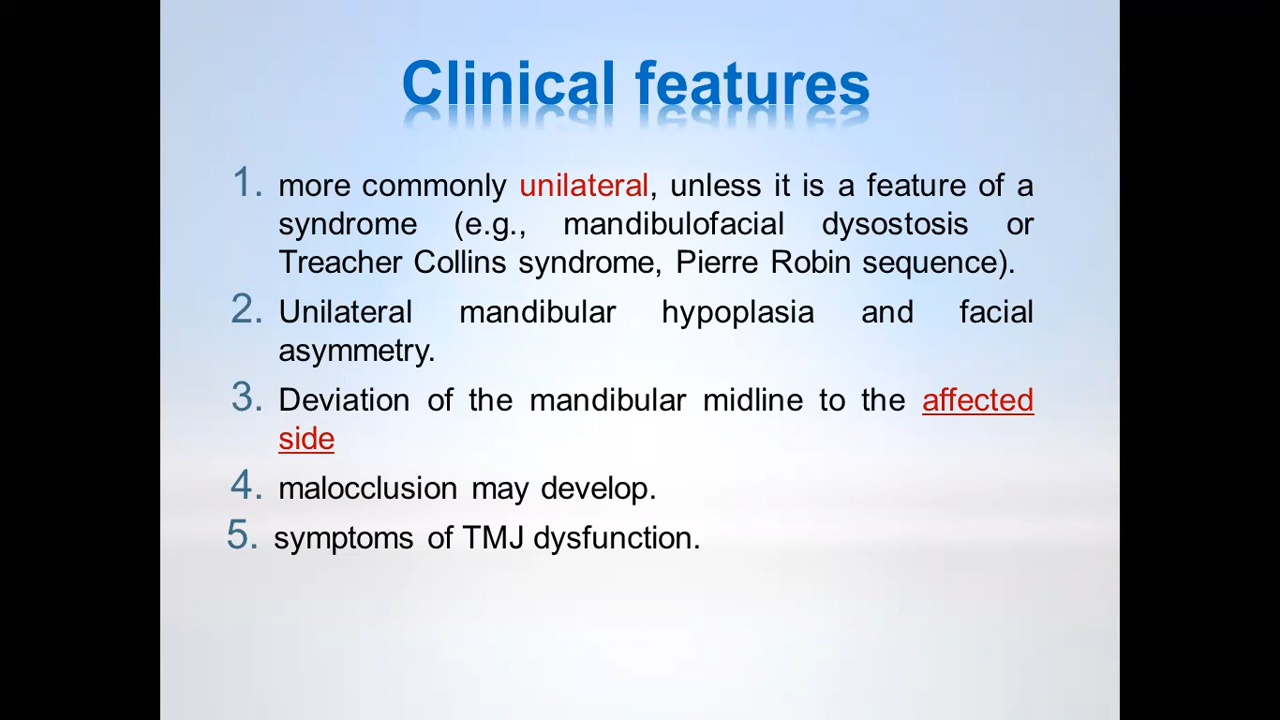 Clinical features
1. more commonly unilateral, unless it is a feature of a
syndrome (e.g., mandibulofacial dysostosis or
Treacher Collins syndrome, Pierre Robin sequence).
2. Unilateral mandibular hypoplasia and facial
asymmetry.
3. Deviation of the mandibular midline to the affected
side
4. malocclusion may develop.
5. symptoms of TMJ dysfunction.